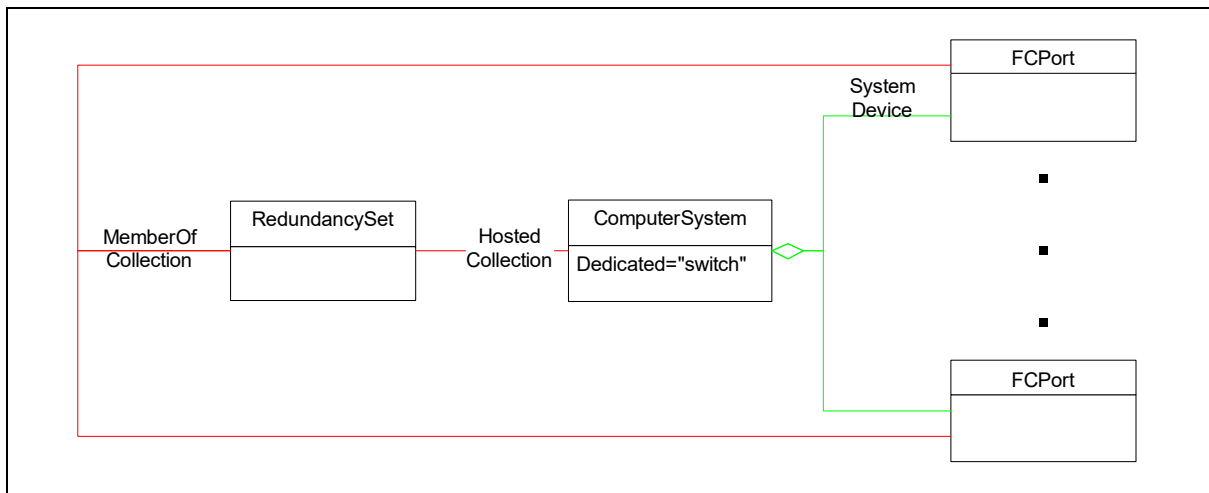 FCPort
System
Device
RedundancySet
ComputerSystem
MemberOf
Collection
Hosted
Collection
Dedicated="switch"
FCPort